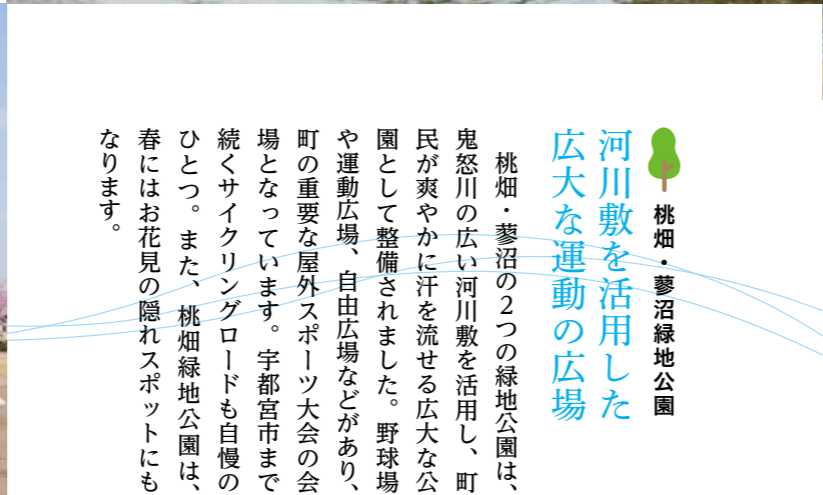 桃畑・蓼沼緑地公園
河川敷を活用した
広大な運動の広場
桃畑・蓼沼の２つの緑地公園は、
鬼怒川の広い河川敷を活用し、町
民が爽やかに汗を流せる広大な公
園として整備されました。野球場
や運動広場、自由広場などがあり、
町の重要な屋外スポーツ大会の会
場となっています。宇都宮市まで
続くサイクリングロードも自慢の
ひとつ。また、桃畑緑地公園は、
春にはお花見の隠れスポットにも
なります。